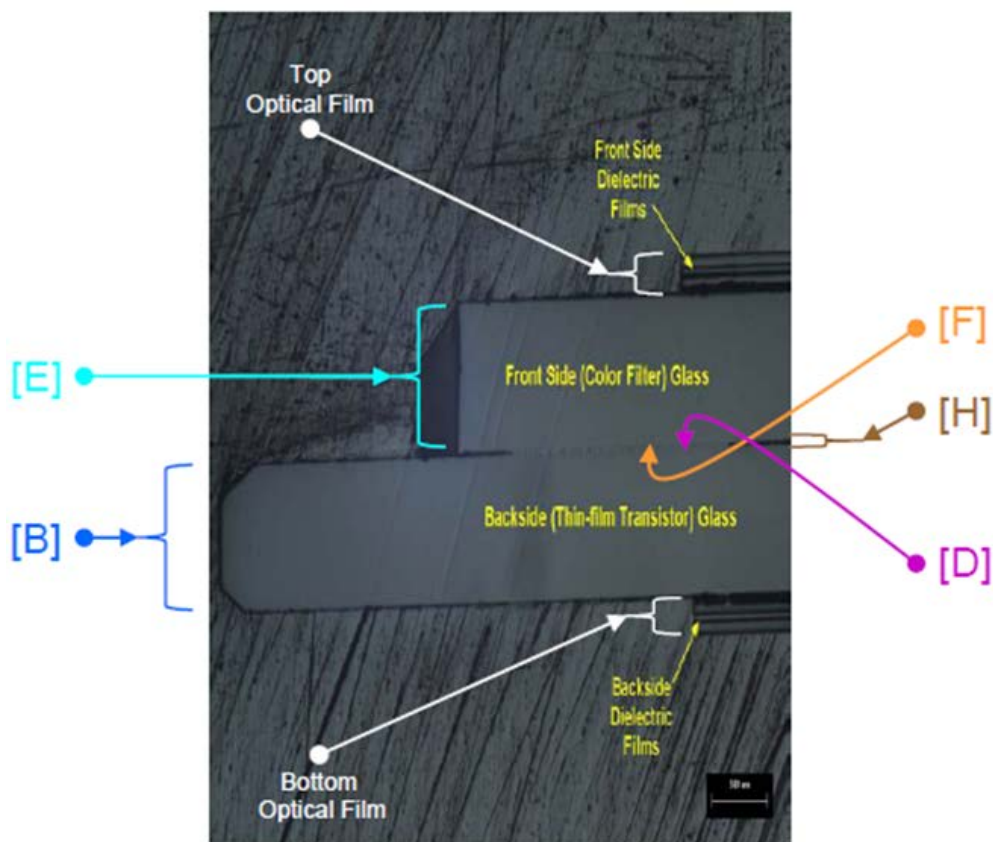 Top
Optical Film
Front Side
Dielectric
Films
[E]
Front Side (Color Filter) Glass
[F]
[H]
[B]
Backside (Thin-film Transistor) Glass
[D]
Backside
Dielectric
Films
Bottom
Optical Film